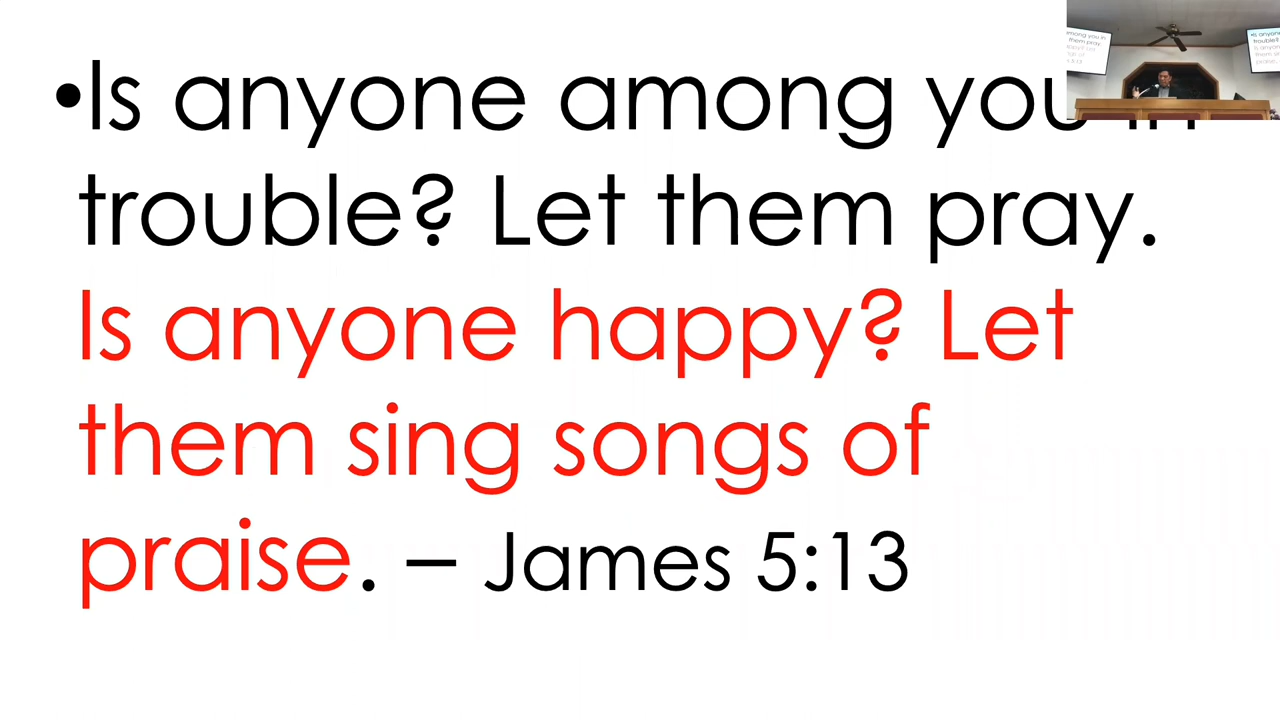 •Is anyone among you in
trouble? Let them pray.
Is anyone happy? Let
them sing songs of
praise. – James 5:13